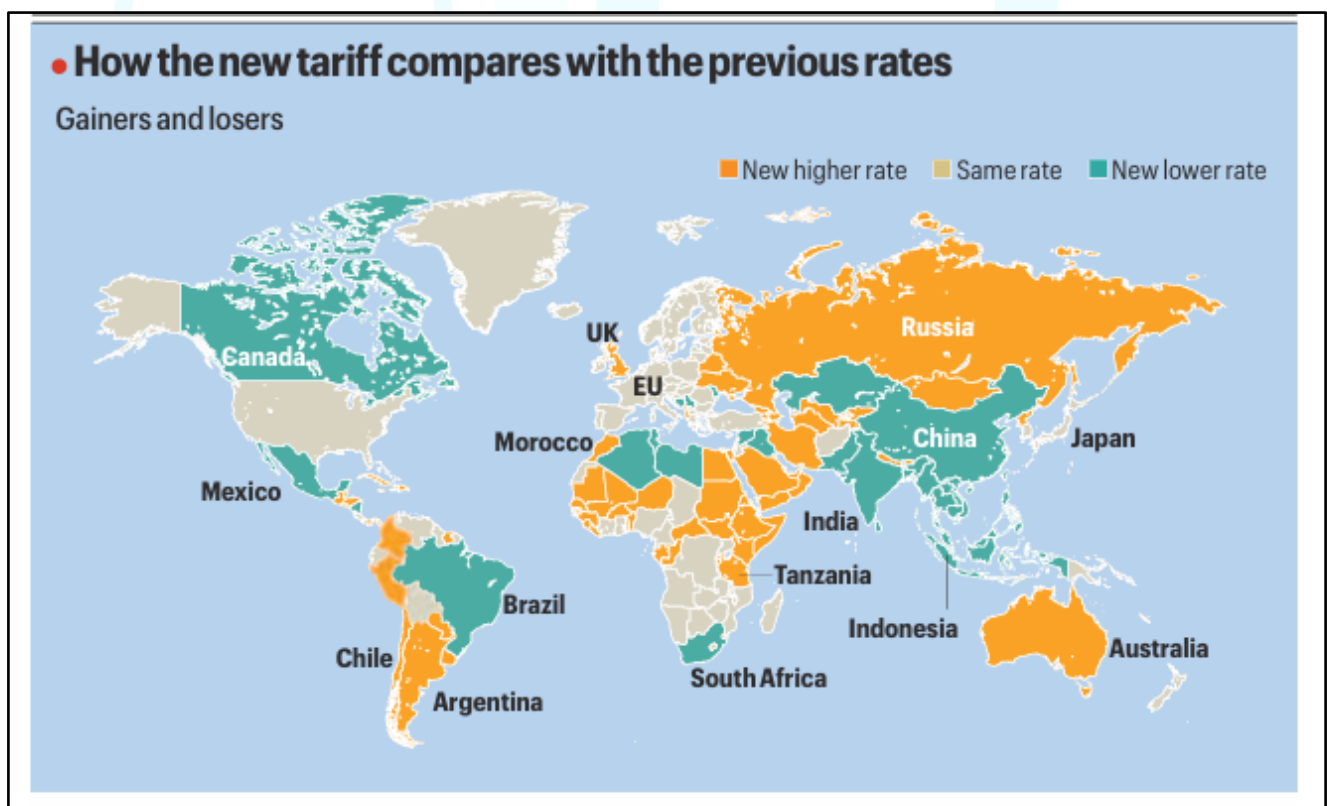 • How the new tariff compares with the previous rates
Gainers and losers
New higher rate Same rate New lower rate
Russia
UK
Canada
EU
Morocco
China
Japan
Mexico
India
Tanzania
Brazil
Indonesia
Chile
Australia
South Africa
Argentina